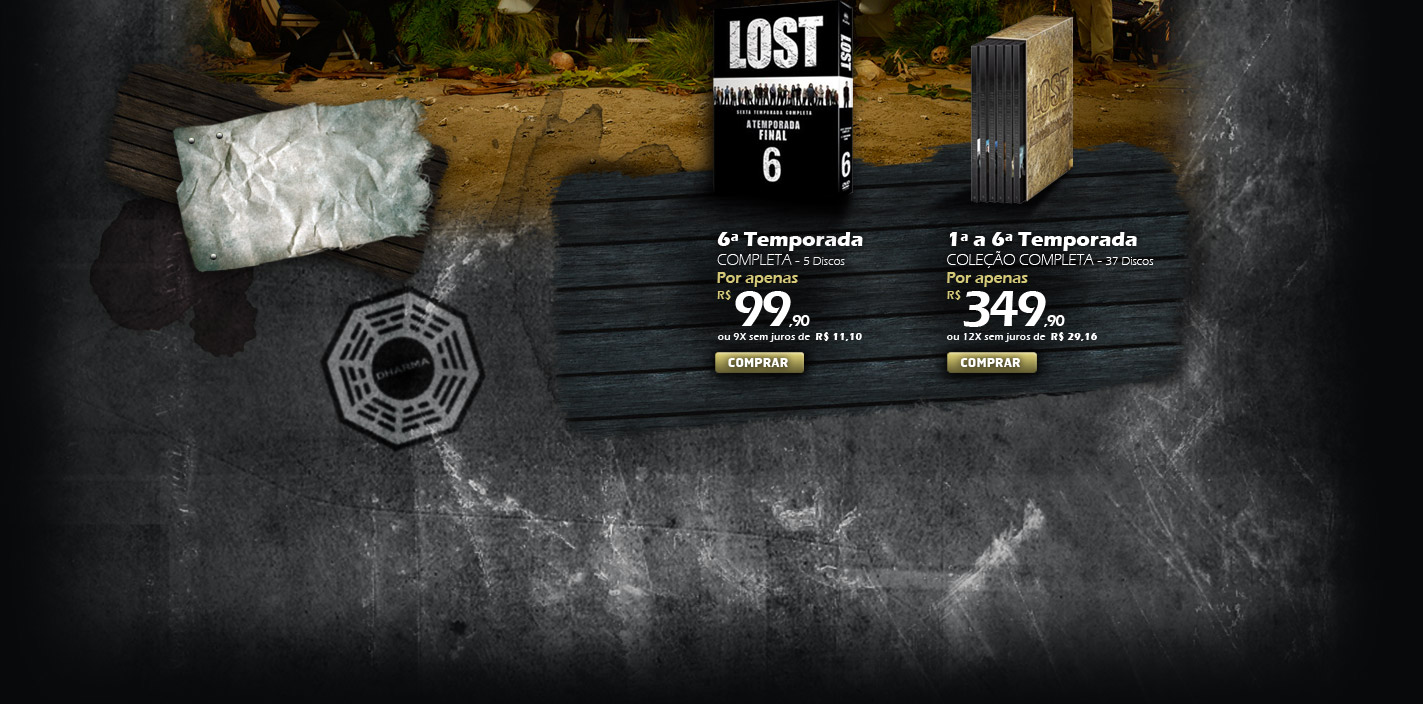 LOST
LOST
SEXTA TEMPORADA COMPLETA
A TEMPORADA
FINAL
6
6
DVD
LOST
6ª Temporada
COMPLETA - 5 Discos
Por apenas
R$ 99,90
ou 9X sem juros de R$ 11,10
COMPRAR
1ª a 6ª Temporada
COLEÇÃO COMPLETA - 37 Discos
Por apenas
R$ 349,90
ou 12X sem juros de R$ 29,16
COMPRAR
DHARMA